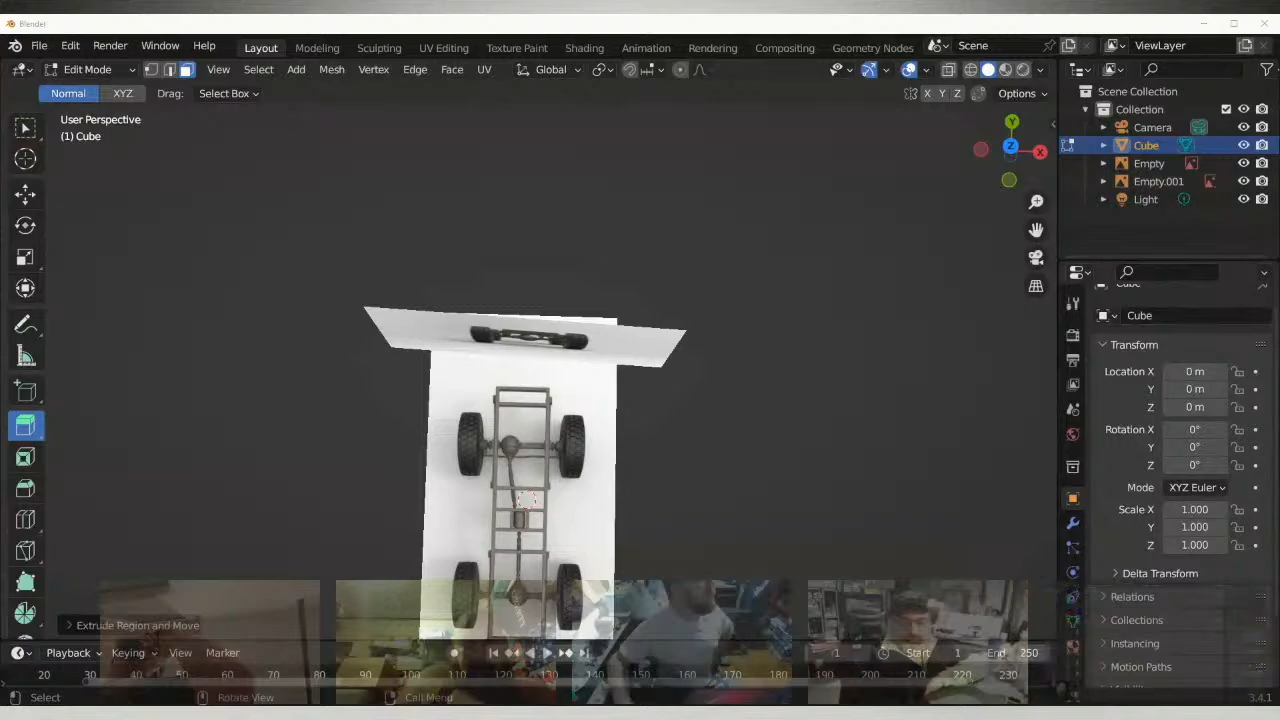 Blender
File Edit Render Window Help Layout Modeling Sculpting UV Editing Texture Paint Shading Animation Rendering Compositing Geometry Nodes Scene ViewLayer
Edit Mode View Select Add Mesh Vertex Edge Face UV Global
Normal XYZ Drag: Select Box X Y Z Options
User Perspective
(1) Cube
Y
Z X
Scene Collection
Collection
Camera
Cube
Empty
Empty.001
Light
Cube
Cube
Transform
Location X 0 m
Y 0 m
Z 0 m
Rotation X 0°
Y 0°
Z 0°
Mode XYZ Euler
Scale X 1.000
Y 1.000
Z 1.000
Delta Transform
Relations
Collections
Instancing
Motion Paths
Extrude Region and Move
Playback Keying View Marker 1 Start 1 End 250
20 30 80 90 100 110 120 130 140 150 160 170 180 190 200 210 220 230
Select Rotate View Call Menu 3.4.1